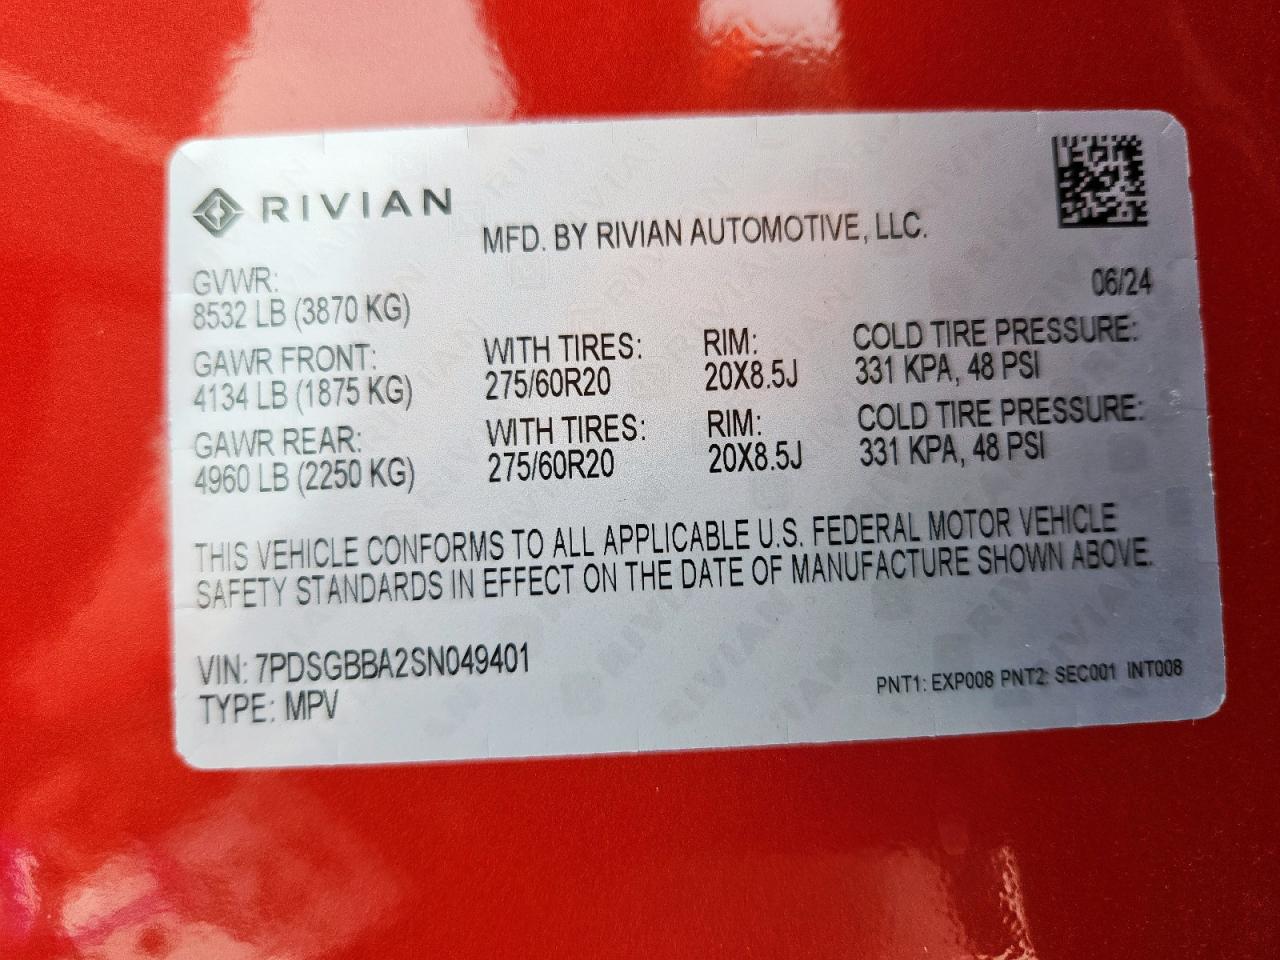 RIVIAN
MFD. BY RIVIAN AUTOMOTIVE, LLC.
06/24
GVWR:
8532 LB (3870 KG)
GAWR FRONT: WITH TIRES: RIM: COLD TIRE PRESSURE:
4134 LB (1875 KG) 275/60R20 20X8.5J 331 KPA, 48 PSI
GAWR REAR: WITH TIRES: RIM: COLD TIRE PRESSURE:
4960 LB (2250 KG) 275/60R20 20X8.5J 331 KPA, 48 PSI
THIS VEHICLE CONFORMS TO ALL APPLICABLE U.S. FEDERAL MOTOR VEHICLE
SAFETY STANDARDS IN EFFECT ON THE DATE OF MANUFACTURE SHOWN ABOVE.
VIN: 7PDSGBBA2SN049401
TYPE: MPV
PNT1: EXP008 PNT2: SEC001 INT008